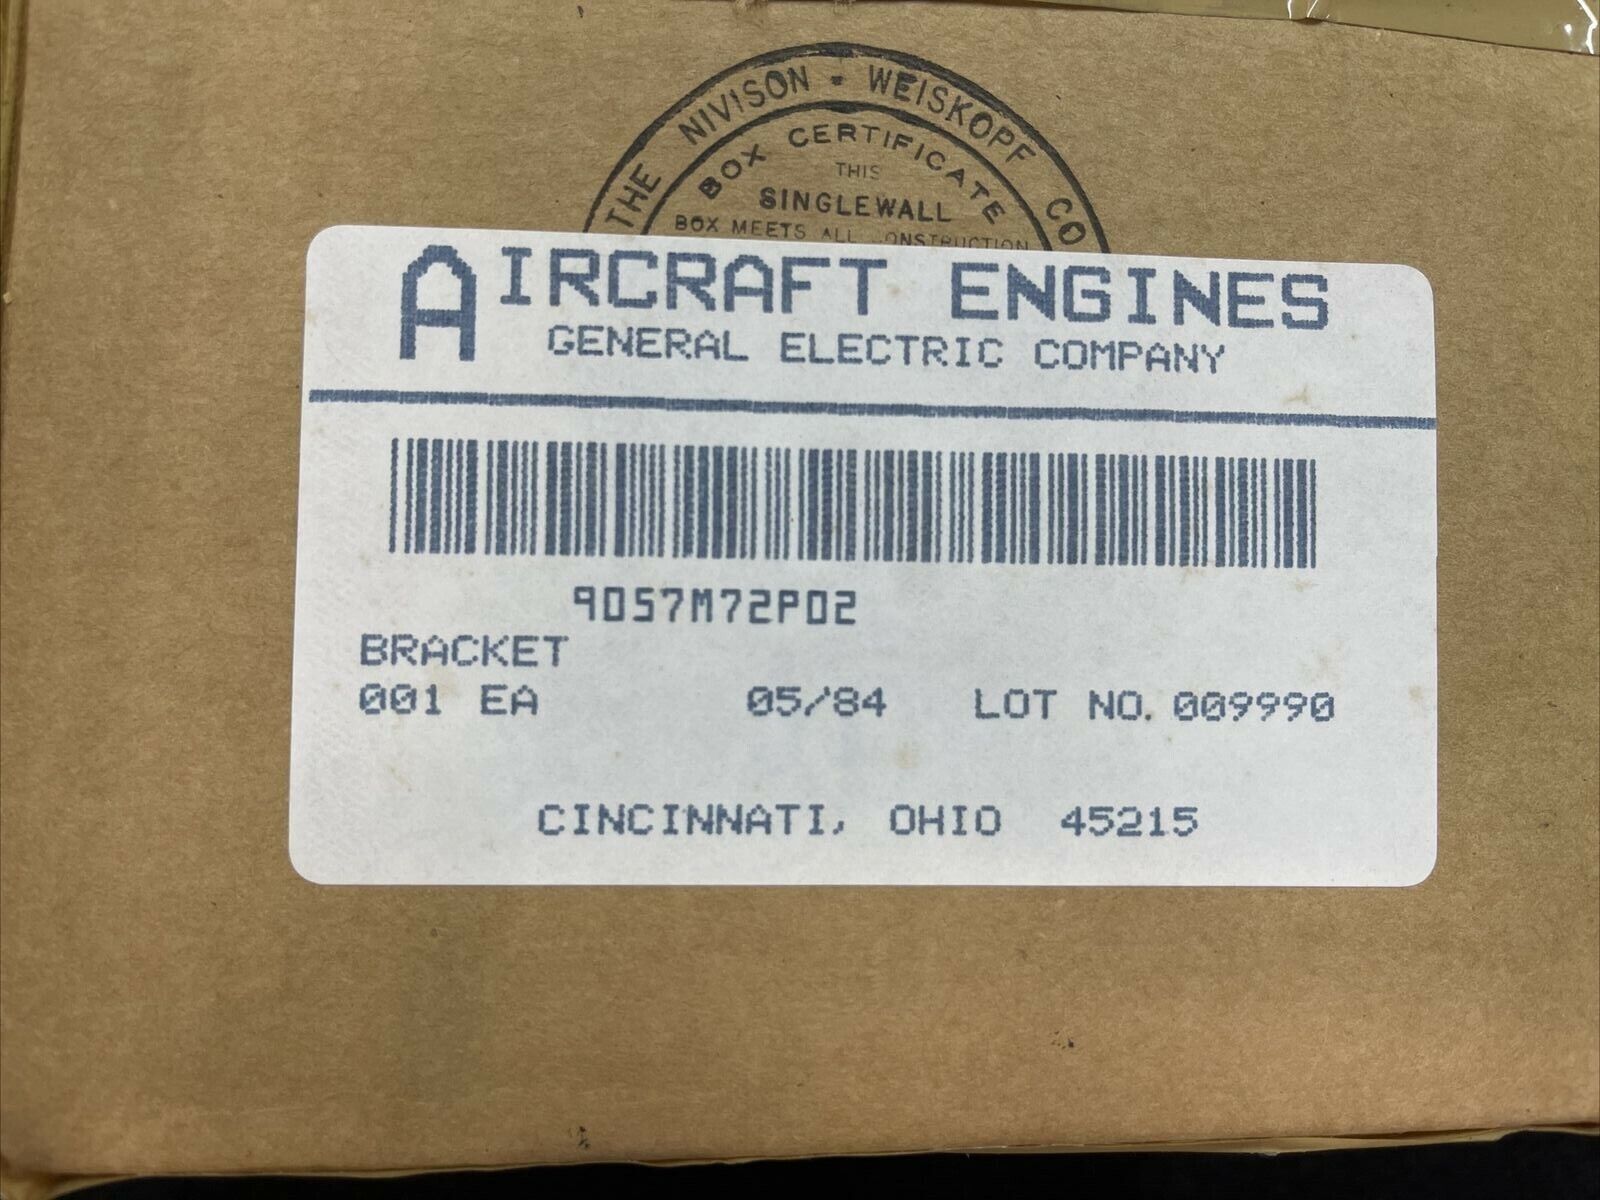 THE NIVISON - WEISKOPF CO
BOX CERTIFICATE
THIS
SINGLEWALL
BOX MEETS ALL ONSTRUCTION
AIRCRAFT ENGINES
GENERAL ELECTRIC COMPANY
9057M72P02
BRACKET
001 EA 05/84 LOT NO. 009990
CINCINNATI, OHIO 45215